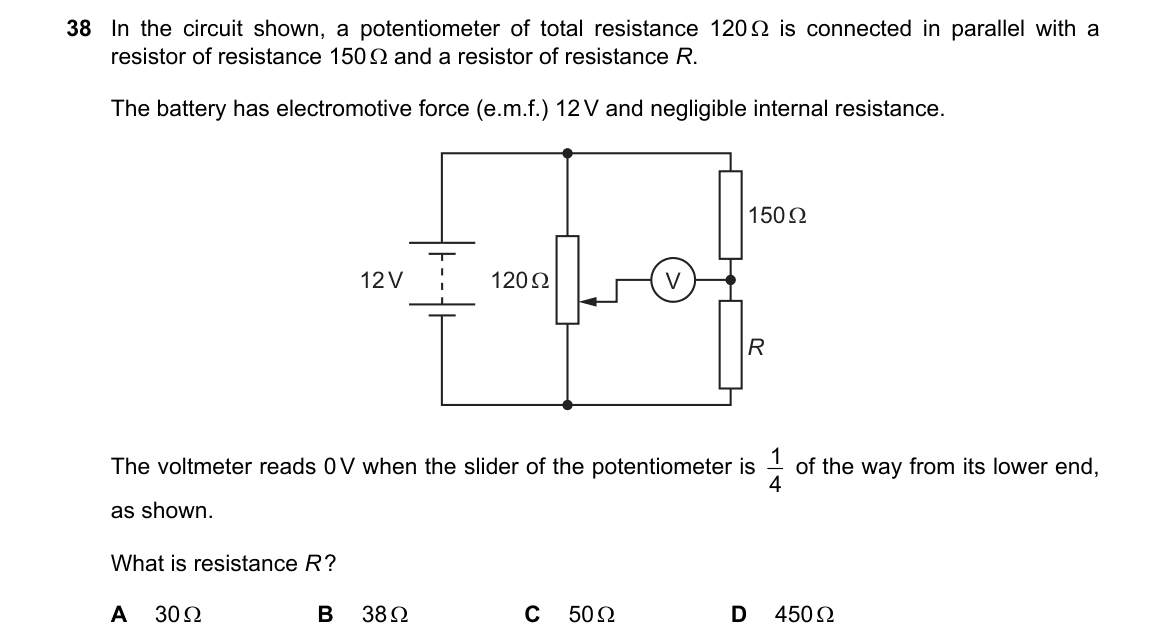 38 In the circuit shown, a potentiometer of total resistance 120 Ω is connected in parallel with a
resistor of resistance 150 Ω and a resistor of resistance R.
The battery has electromotive force (e.m.f.) 12 V and negligible internal resistance.
150 Ω
12 V
120 Ω
V
R
The voltmeter reads 0 V when the slider of the potentiometer is 1/4 of the way from its lower end,
as shown.
What is resistance R?
A 30 Ω B 38 Ω C 50 Ω D 450 Ω